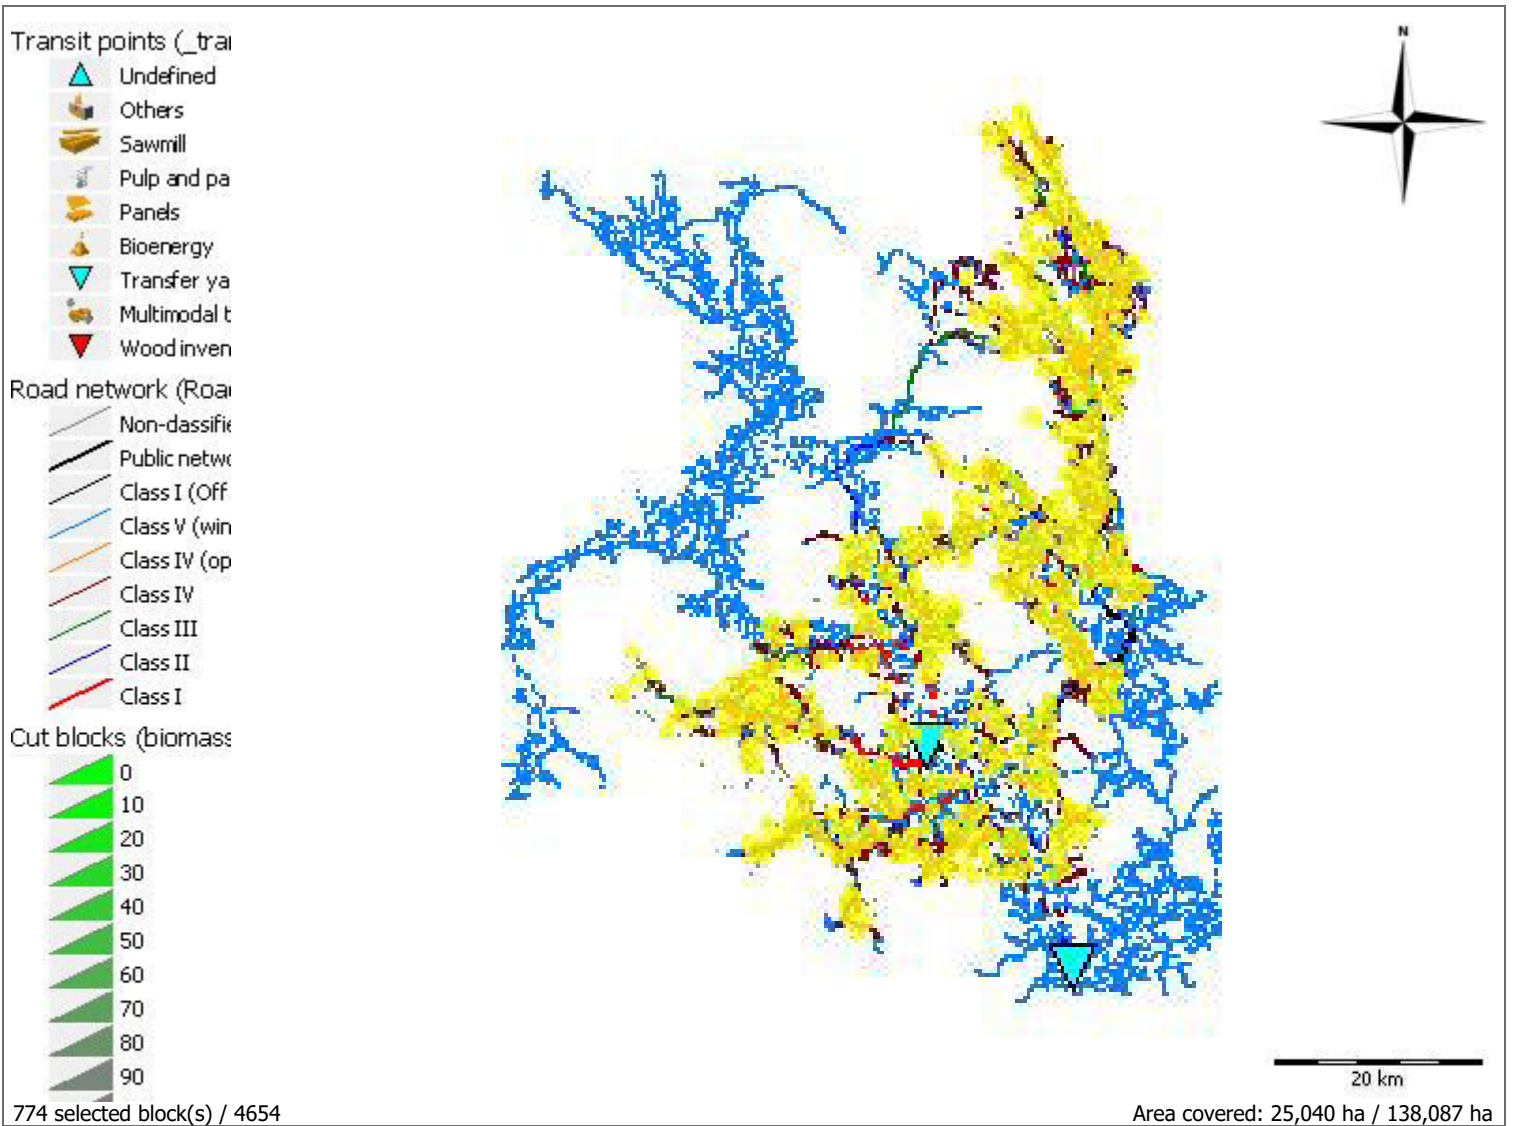 N
Transit points (_trai
Undefined
Others
Sawmill
Pulp and pa
Panels
Bioenergy
Transfer ya
Multimodal t
Wood inven
Road network (Roa
Non-classifie
Public netwo
Class I (Off
Class V (win
Class IV (op
Class IV
Class III
Class II
Class I
Cut blocks (biomass
0
10
20
30
40
50
60
70
80
90
20 km
774 selected block(s) / 4654
Area covered: 25,040 ha / 138,087 ha